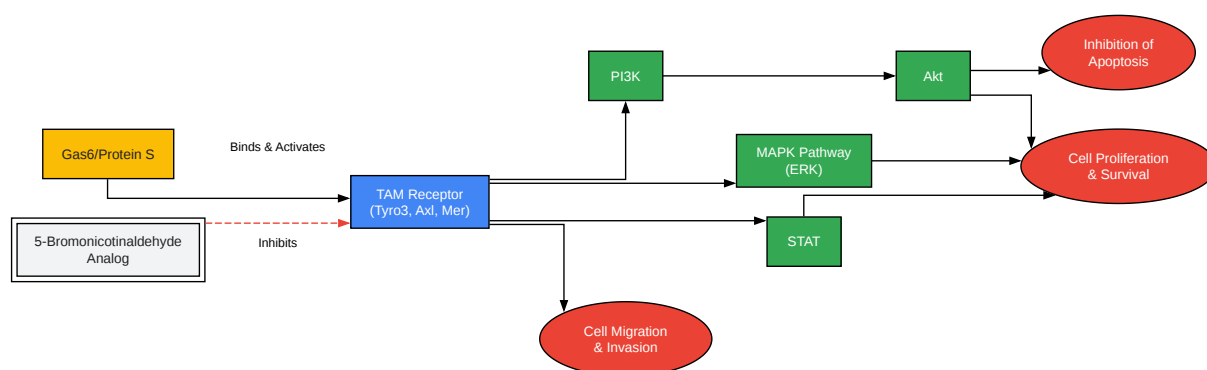 Inhibition of
Apoptosis
PI3K
Akt
Gas6/Protein S
Binds & Activates
MAPK Pathway
(ERK)
Cell Proliferation
& Survival
TAM Receptor
(Tyro3, Axl, Mer)
5-Bromonicotinaldehyde
Analog
Inhibits
STAT
Cell Migration
& Invasion